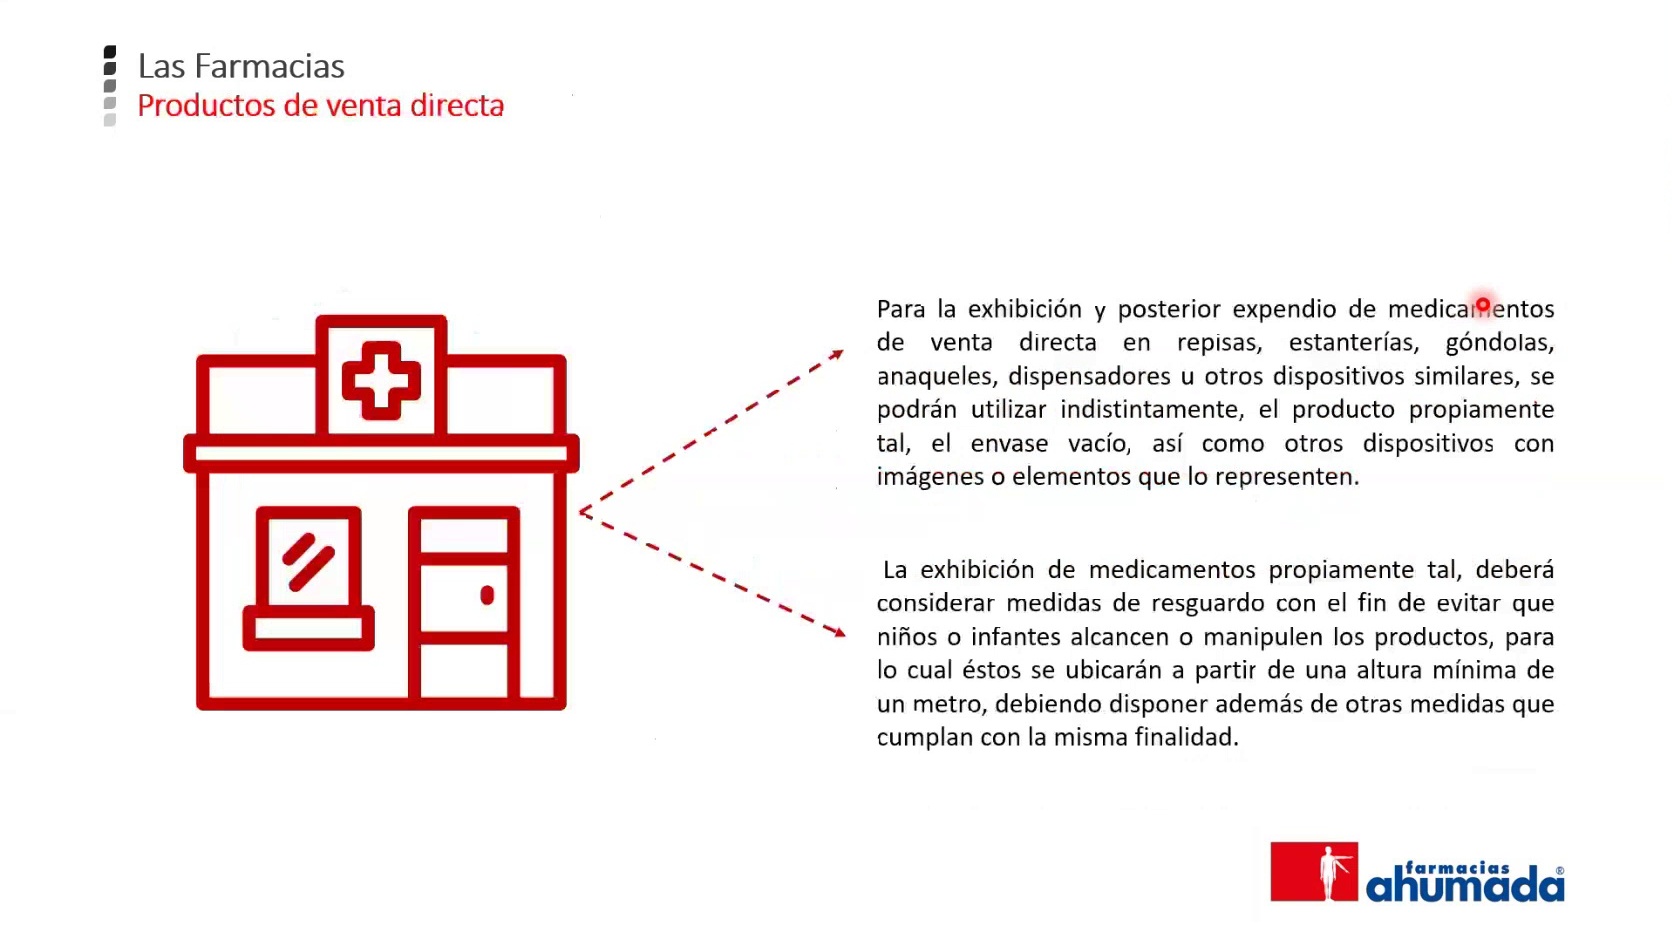 Las Farmacias
Productos de venta directa
Para la exhibición y posterior expendio de medicamentos
de venta directa en repisas, estanterías, góndolas,
anaqueles, dispensadores u otros dispositivos similares, se
podrán utilizar indistintamente, el producto propiamente
tal, el envase vacío, así como otros dispositivos con
imágenes o elementos que lo representen.
La exhibición de medicamentos propiamente tal, deberá
considerar medidas de resguardo con el fin de evitar que
niños o infantes alcancen o manipulen los productos, para
lo cual éstos se ubicarán a partir de una altura mínima de
un metro, debiendo disponer además de otras medidas que
cumplan con la misma finalidad.
farmacias
ahumada®